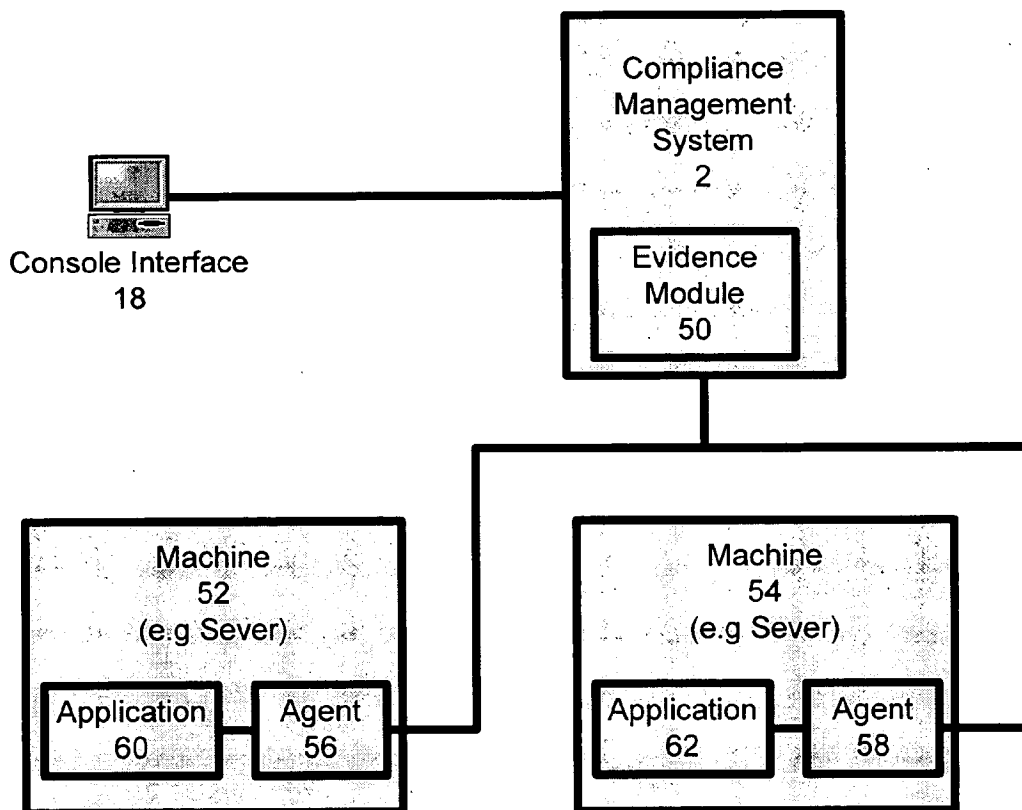 Compliance
Management
System
2
Evidence
Module
50
Console Interface
18
Machine
52
(e.g Sever)
Application
60
Agent
56
Machine
54
(e.g Sever)
Application
62
Agent
58